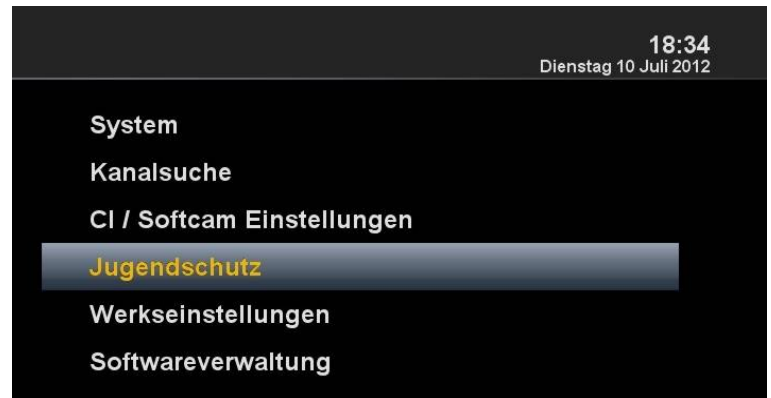 18:34
Dienstag 10 Juli 2012
System
Kanalsuche
CI / Softcam Einstellungen
Jugendschutz
Werkseinstellungen
Softwareverwaltung